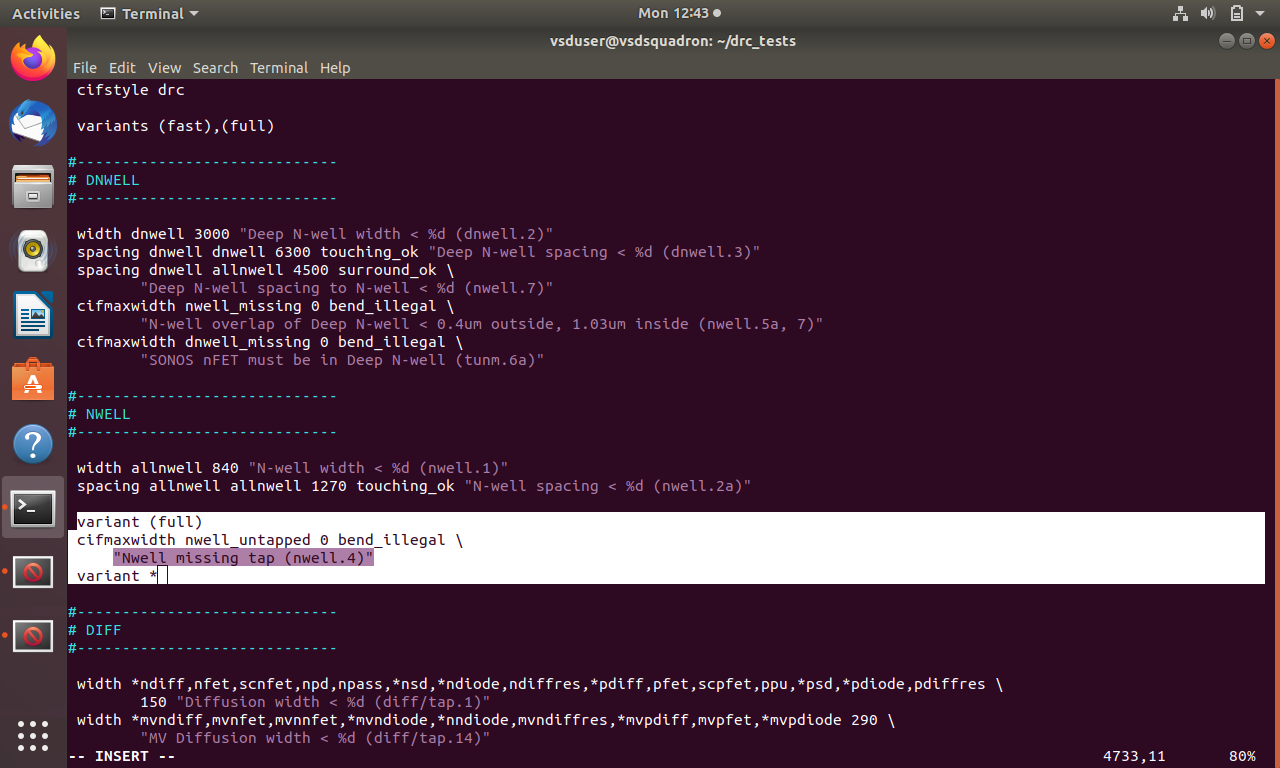 Activities Terminal Mon 12:43
vsduser@vsdsquadron: ~/drc_tests
File Edit View Search Terminal Help
cifstyle drc
variants (fast),(full)
#-----------------------------
# DNWELL
#-----------------------------
width dnwell 3000 "Deep N-well width < %d (dnwell.2)"
spacing dnwell dnwell 6300 touching_ok "Deep N-well spacing < %d (dnwell.3)"
spacing dnwell allnwell 4500 surround_ok \
"Deep N-well spacing to N-well < %d (nwell.7)"
cifmaxwidth nwell_missing 0 bend_illegal \
"N-well overlap of Deep N-well < 0.4um outside, 1.03um inside (nwell.5a, 7)"
cifmaxwidth dnwell_missing 0 bend_illegal \
"SONOS nFET must be in Deep N-well (tunm.6a)"
#-----------------------------
# NWELL
#-----------------------------
width allnwell 840 "N-well width < %d (nwell.1)"
spacing allnwell allnwell 1270 touching_ok "N-well spacing < %d (nwell.2a)"
variant (full)
cifmaxwidth nwell_untapped 0 bend_illegal \
"Nwell missing tap (nwell.4)"
variant *
#-----------------------------
# DIFF
#-----------------------------
width *ndiff,nfet,scnfet,npd,npass,*nsd,*ndiode,ndiffres,*pdiff,pfet,scpfet,ppu,*psd,*pdiode,pdiffres \
150 "Diffusion width < %d (diff/tap.1)"
width *mvndiff,mvnfet,mvnnfet,*mvndiode,*nndiode,mvndiffres,*mvpdiff,mvpfet,*mvpdiode 290 \
"MV Diffusion width < %d (diff/tap.14)"
-- INSERT -- 4733,11 80%